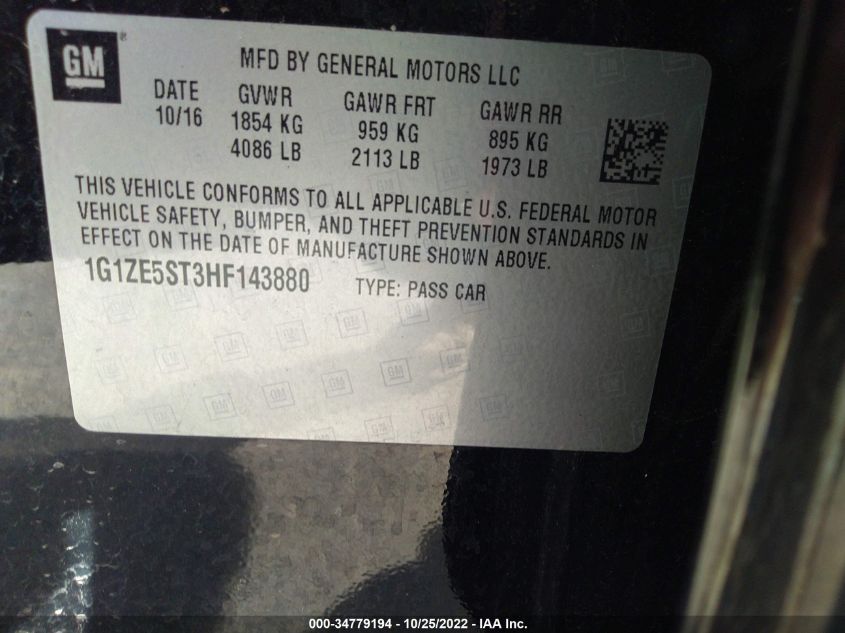 GM
MFD BY GENERAL MOTORS LLC
DATE GVWR GAWR FRT GAWR RR
10/16 1854 KG 959 KG 895 KG
4086 LB 2113 LB 1973 LB
THIS VEHICLE CONFORMS TO ALL APPLICABLE U.S. FEDERAL MOTOR
VEHICLE SAFETY, BUMPER, AND THEFT PREVENTION STANDARDS IN
EFFECT ON THE DATE OF MANUFACTURE SHOWN ABOVE.
1G1ZE5ST3HF143880 TYPE: PASS CAR
000-34779194 - 10/25/2022 - IAA Inc.